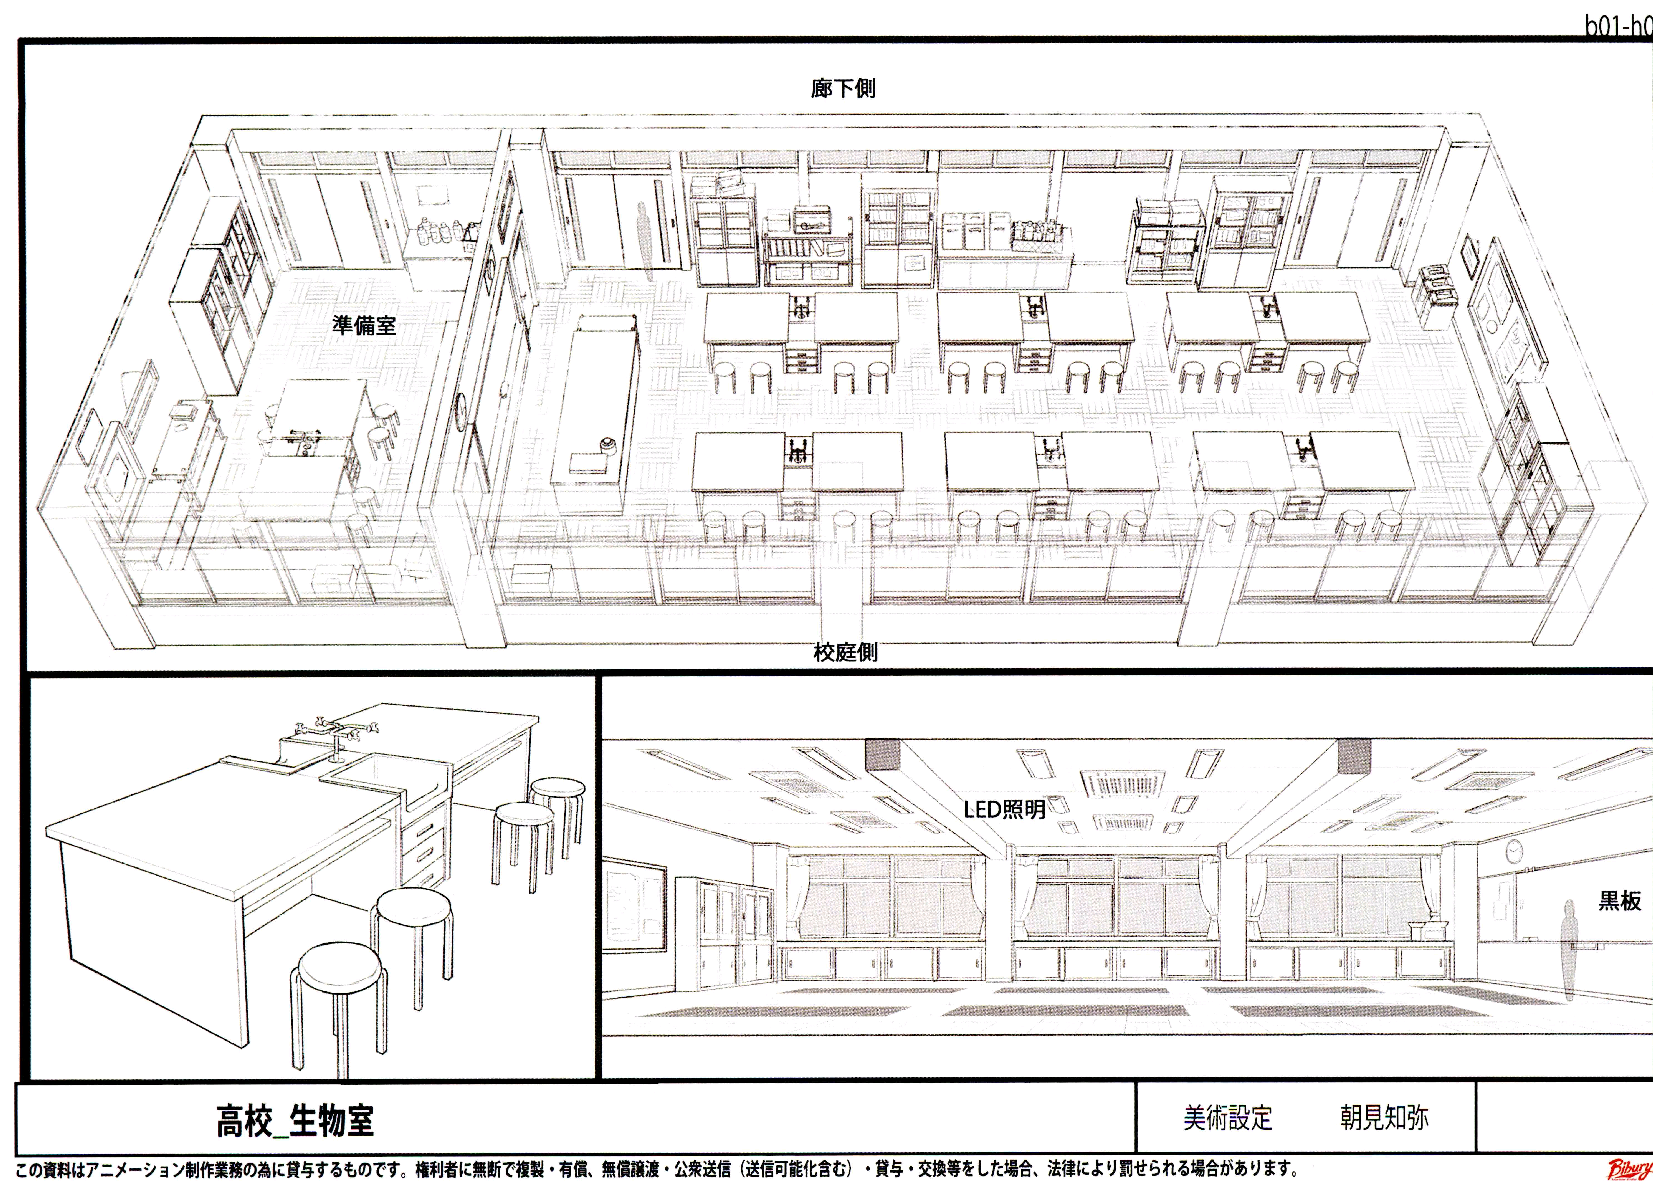 b01-h0
廊下側
準備室
校庭側
LED照明
黒板
高校_生物室
美術設定 朝見知弥
この資料はアニメーション制作業務の為に貸与するものです。権利者に無断で複製・有償、無償譲渡・公衆送信（送信可能化含む）・貸与・交換等をした場合、法律により罰せられる場合があります。
Bibury